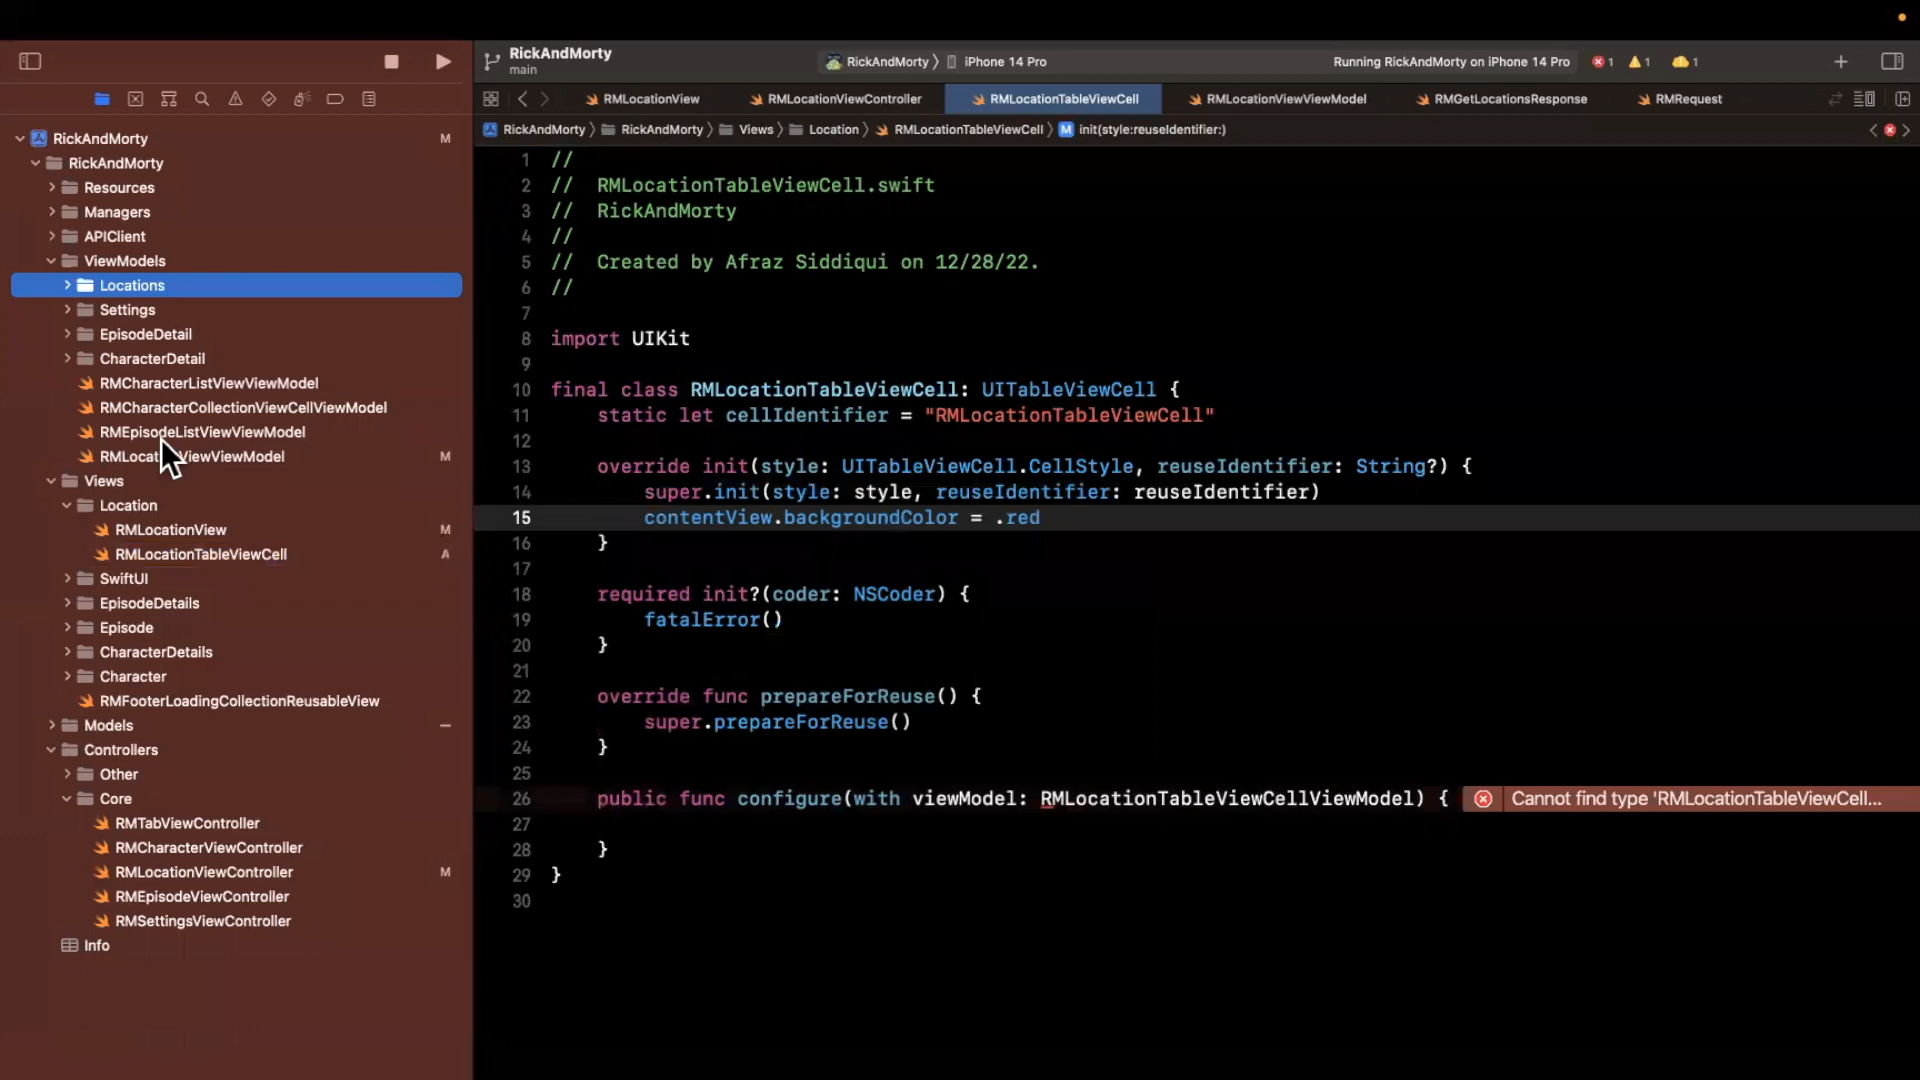 RickAndMorty
main
RickAndMorty
iPhone 14 Pro
Running RickAndMorty on iPhone 14 Pro
1
1
1
RMLocationView
RMLocationViewController
RMLocationTableViewCell
RMLocationViewViewModel
RMGetLocationsResponse
RMRequest
RickAndMorty
RickAndMorty
Views
Location
RMLocationTableViewCell
M
init(style:reuseIdentifier:)
RickAndMorty M
RickAndMorty
Resources
Managers
APIClient
ViewModels
Locations
Settings
EpisodeDetail
CharacterDetail
RMCharacterListViewViewModel
RMCharacterCollectionViewCellViewModel
RMEpisodeListViewViewModel
M
Views
Location
RMLocationView M
RMLocationTableViewCell A
SwiftUI
EpisodeDetails
Episode
CharacterDetails
Character
RMFooterLoadingCollectionReusableView
Models –
Controllers
Other
Core
RMTabViewController
RMCharacterViewController
RMLocationViewController M
RMEpisodeViewController
RMSettingsViewController
Info
1 //
2 // RMLocationTableViewCell.swift
3 // RickAndMorty
4 //
5 // Created by Afraz Siddiqui on 12/28/22.
6 //
7
8 import UIKit
9
10 final class RMLocationTableViewCell: UITableViewCell {
11 static let cellIdentifier = "RMLocationTableViewCell"
12
13 override init(style: UITableViewCell.CellStyle, reuseIdentifier: String?) {
14 super.init(style: style, reuseIdentifier: reuseIdentifier)
15 contentView.backgroundColor = .red
16 }
17
18 required init?(coder: NSCoder) {
19 fatalError()
20 }
21
22 override func prepareForReuse() {
23 super.prepareForReuse()
24 }
25
26 public func configure(with viewModel: RMLocationTableViewCellViewModel) { Cannot find type 'RMLocationTableViewCell...
27
28 }
29 }
30